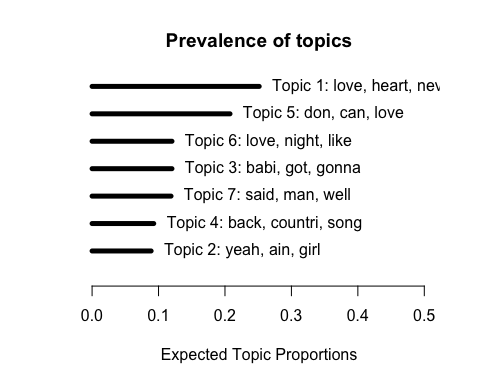 Prevalence of topics
Topic 1: love, heart, nev
Topic 5: don, can, love
Topic 6: love, night, like
Topic 3: babi, got, gonna
Topic 7: said, man, well
Topic 4: back, countri, song
Topic 2: yeah, ain, girl
0.0 0.1 0.2 0.3 0.4 0.5
Expected Topic Proportions